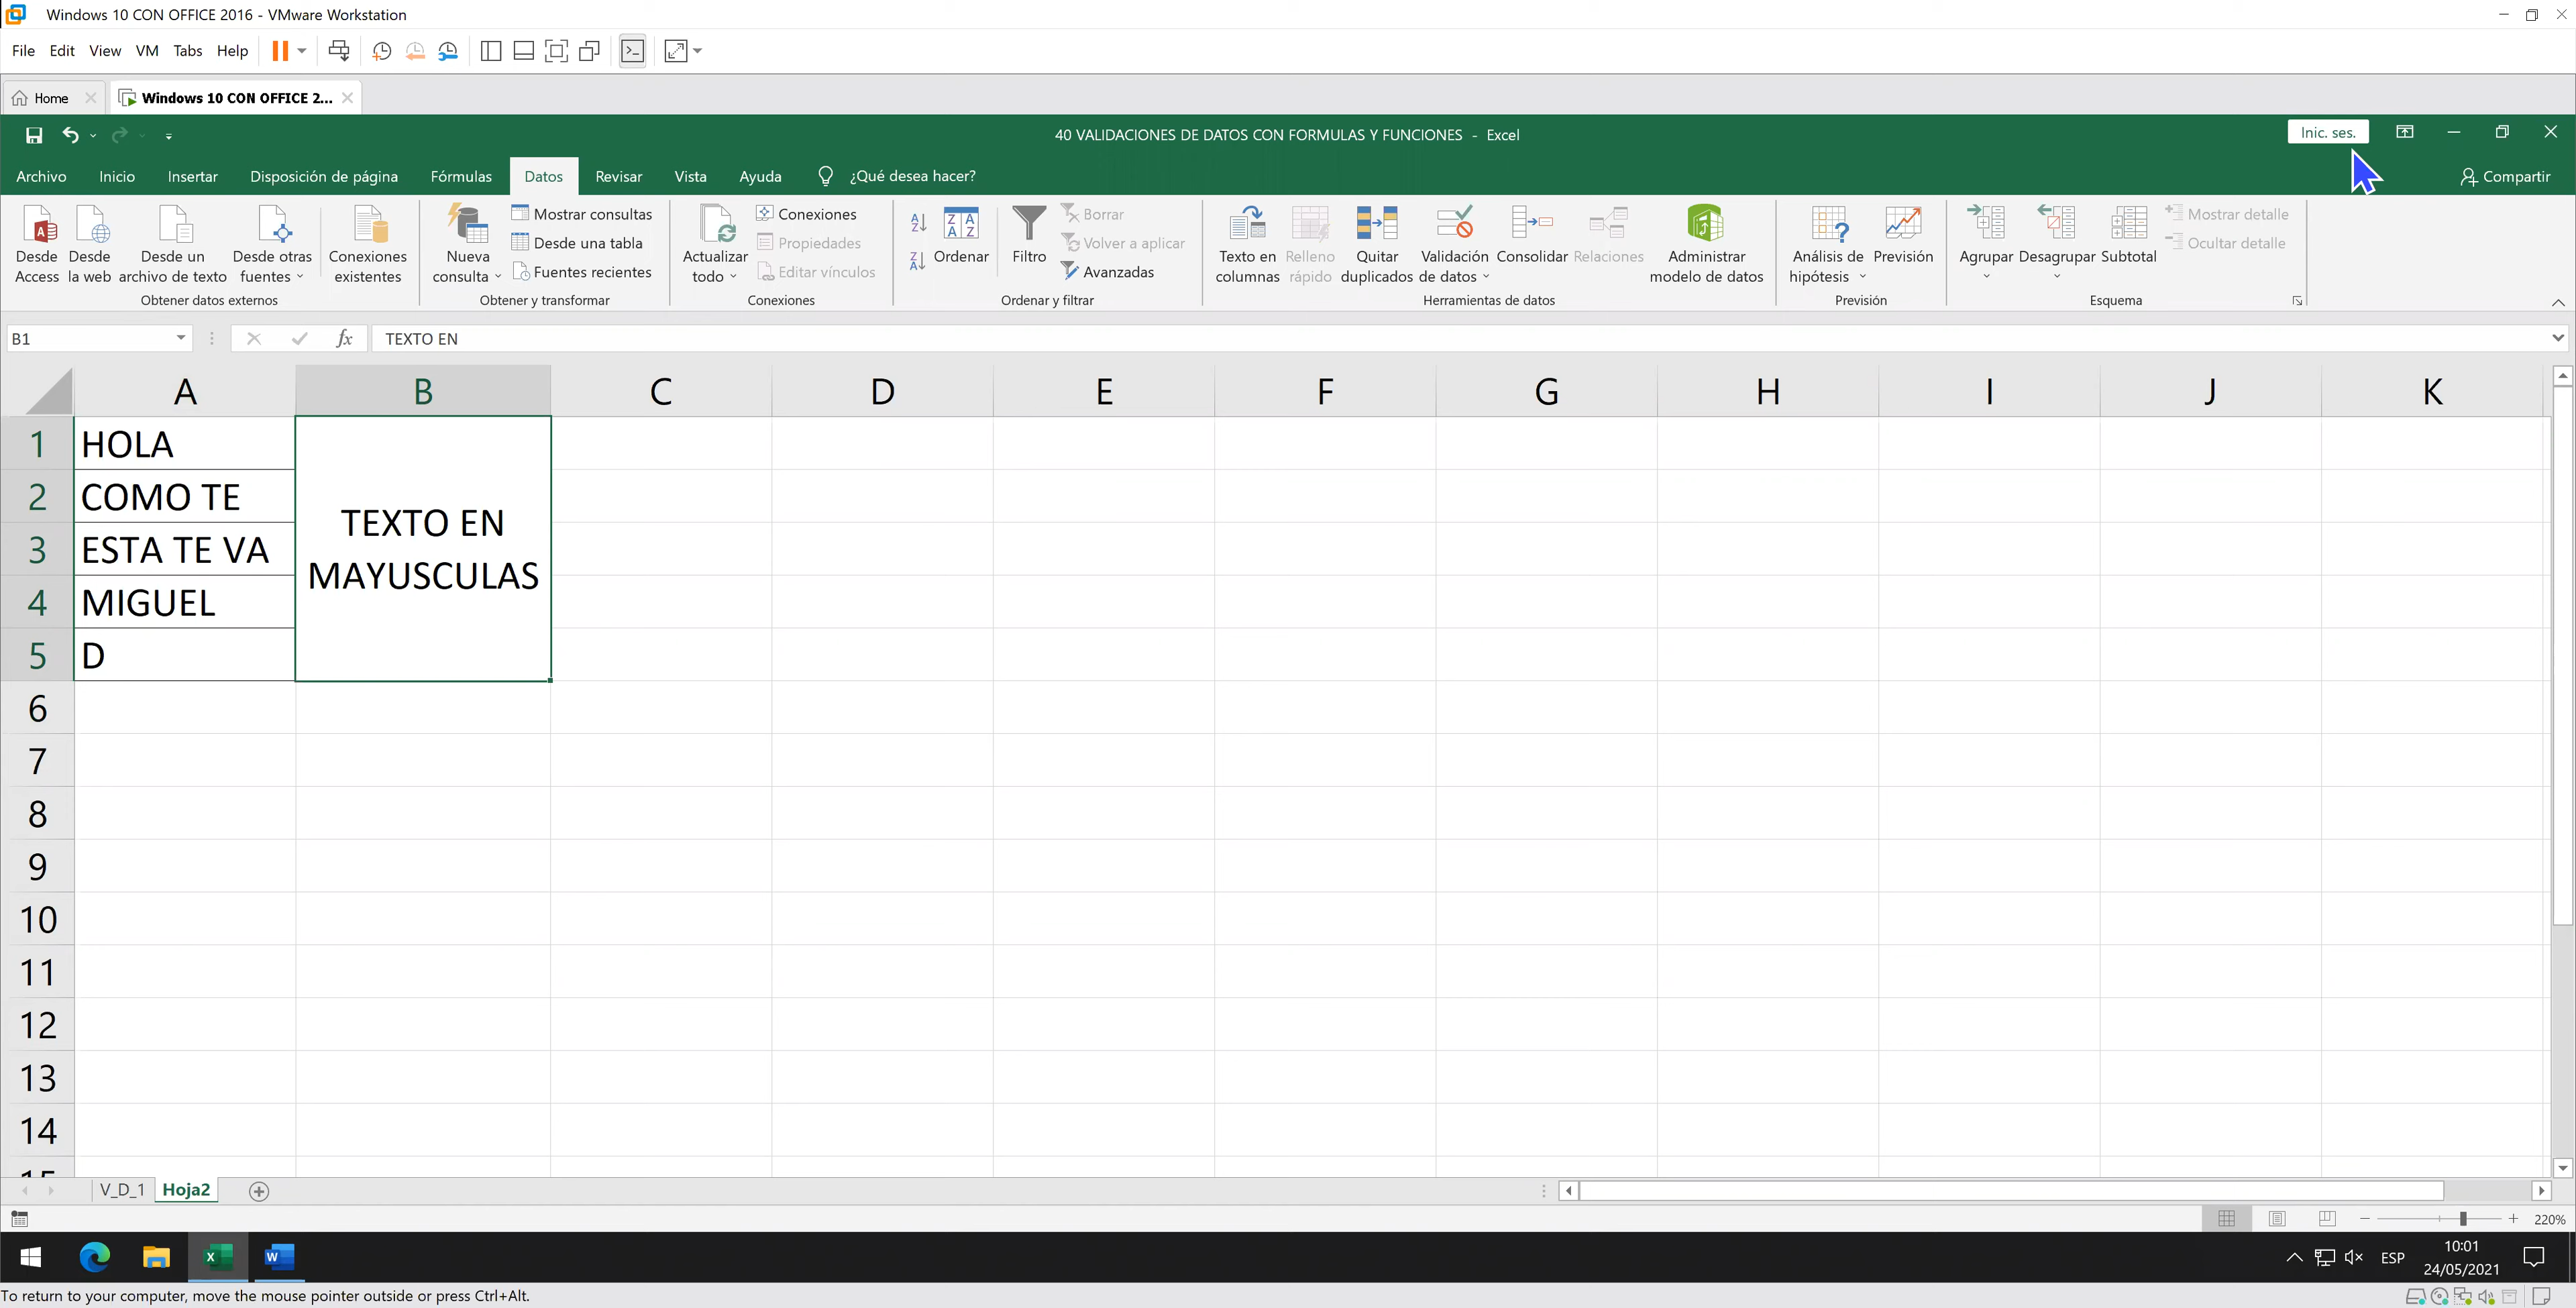 Windows 10 CON OFFICE 2016 - VMware Workstation
File Edit View VM Tabs Help
Home Windows 10 CON OFFICE 2...
40 VALIDACIONES DE DATOS CON FORMULAS Y FUNCIONES - Excel Inic. ses.
Archivo Inicio Insertar Disposición de página Fórmulas Datos Revisar Vista Ayuda ¿Qué desea hacer? Compartir
Desde Access
Desde la web
Desde un archivo de texto
Desde otras fuentes
Conexiones existentes
Obtener datos externos
Nueva consulta
Mostrar consultas
Desde una tabla
Fuentes recientes
Obtener y transformar
Actualizar todo
Conexiones
Propiedades
Editar vínculos
Conexiones
Ordenar
Filtro
Borrar
Volver a aplicar
Avanzadas
Ordenar y filtrar
Texto en columnas
Relleno rápido
Quitar duplicados
Validación de datos
Consolidar
Relaciones
Administrar modelo de datos
Herramientas de datos
Análisis de hipótesis
Previsión
Previsión
Agrupar
Desagrupar
Subtotal
Mostrar detalle
Ocultar detalle
Esquema
B1 fx TEXTO EN
A B C D E F G H I J K
1 HOLA
2 COMO TE
3 ESTA TE VA
4 MIGUEL
5 D
TEXTO EN
MAYUSCULAS
6
7
8
9
10
11
12
13
14
15
V_D_1 Hoja2
220%
ESP
10:01
24/05/2021
To return to your computer, move the mouse pointer outside or press Ctrl+Alt.